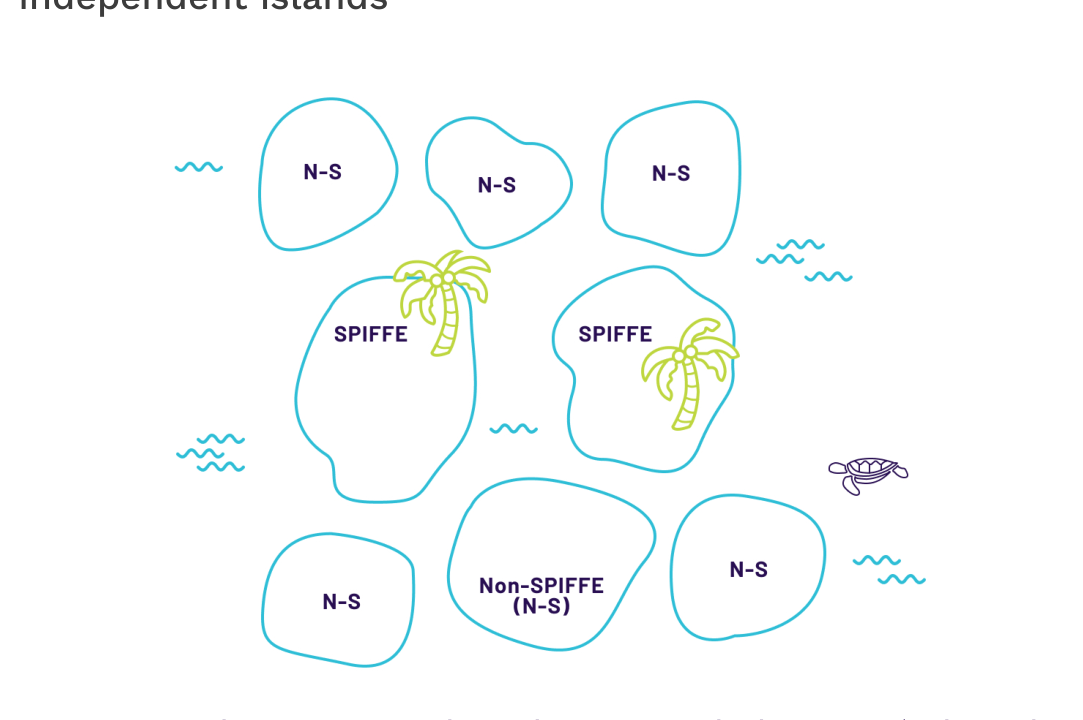 independent islands
N-S
N-S
N-S
SPIFFE
SPIFFE
N-S
Non-SPIFFE
(N-S)
N-S